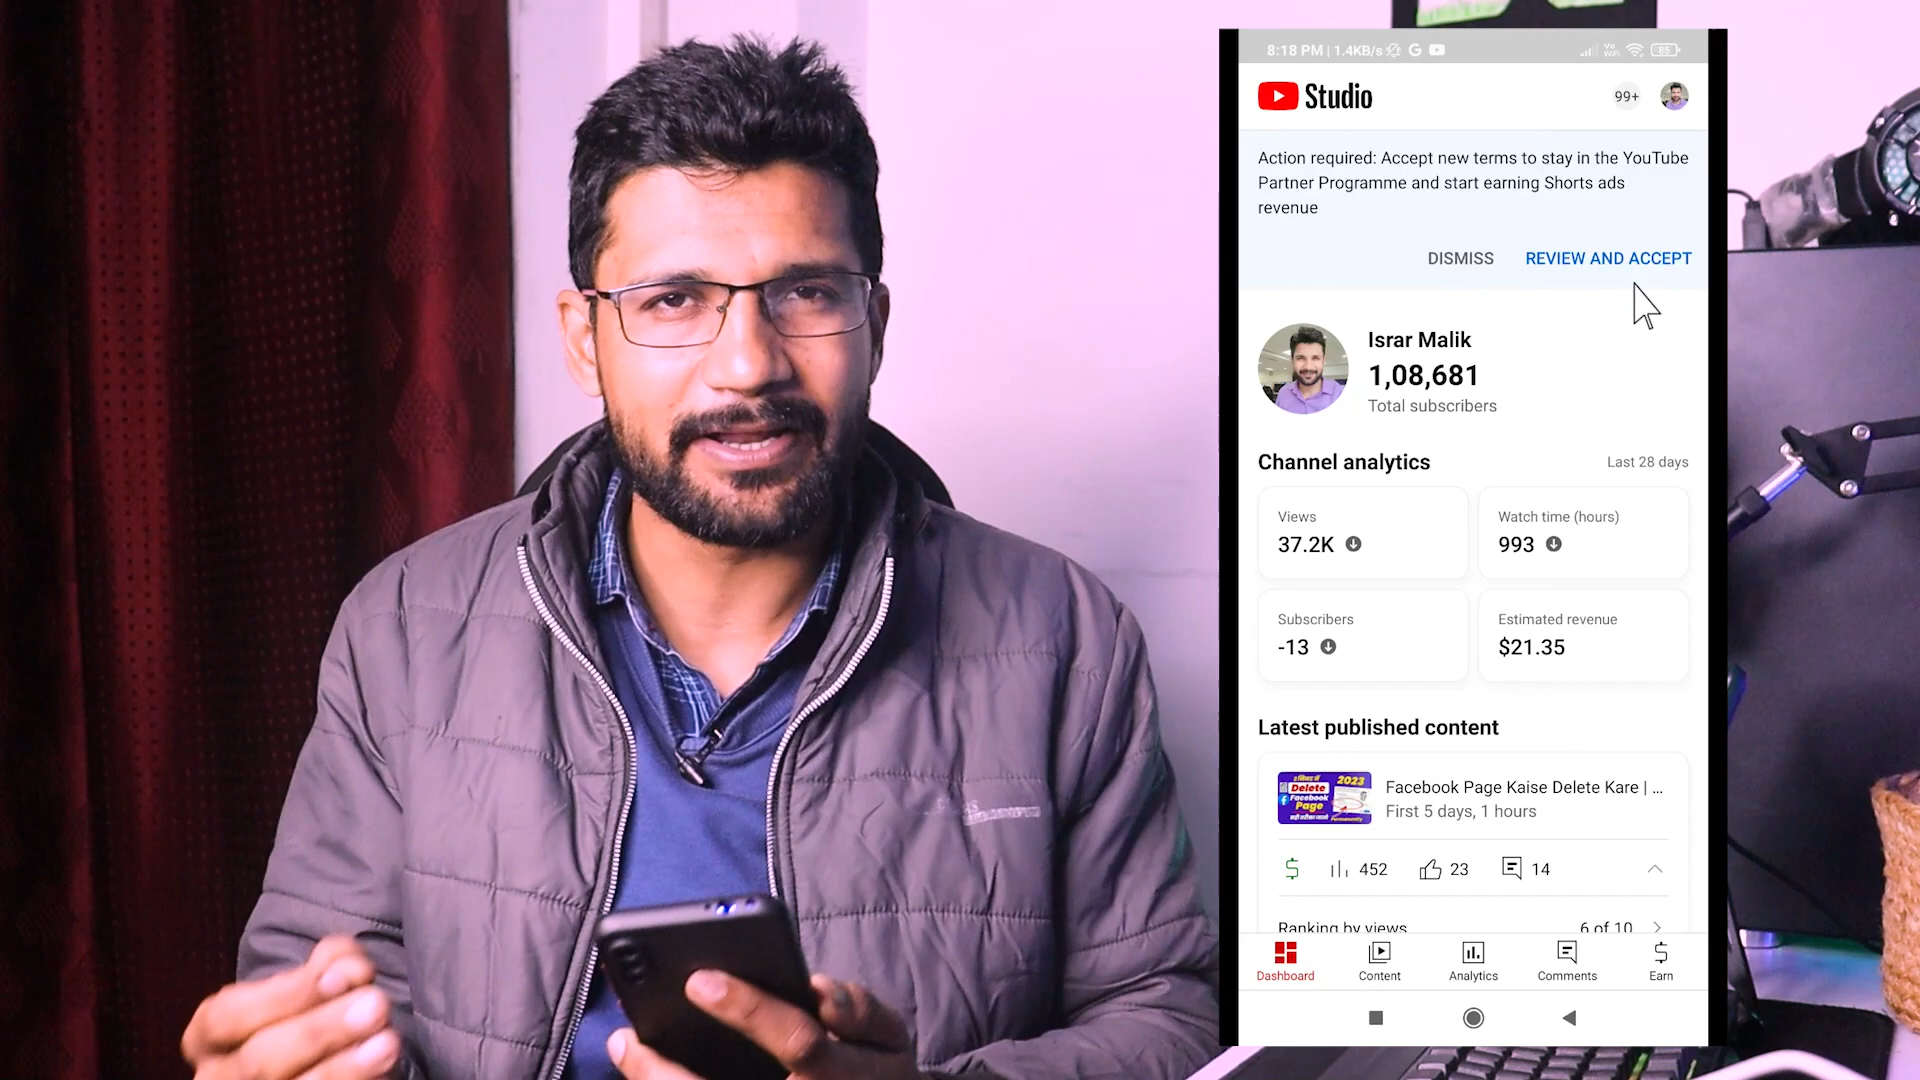 8:18 PM | 1.4KB/s
Vo
WiFi
85
Studio
99+
Action required: Accept new terms to stay in the YouTube
Partner Programme and start earning Shorts ads
revenue
DISMISS
REVIEW AND ACCEPT
Israr Malik
1,08,681
Total subscribers
Channel analytics
Last 28 days
Views
37.2K
Watch time (hours)
993
Subscribers
-13
Estimated revenue
$21.35
Latest published content
2023
Delete
Facebook
Page
Facebook Page Kaise Delete Kare | ...
First 5 days, 1 hours
452
23
14
Ranking by views
6 of 10
Dashboard
Content
Analytics
Comments
Earn